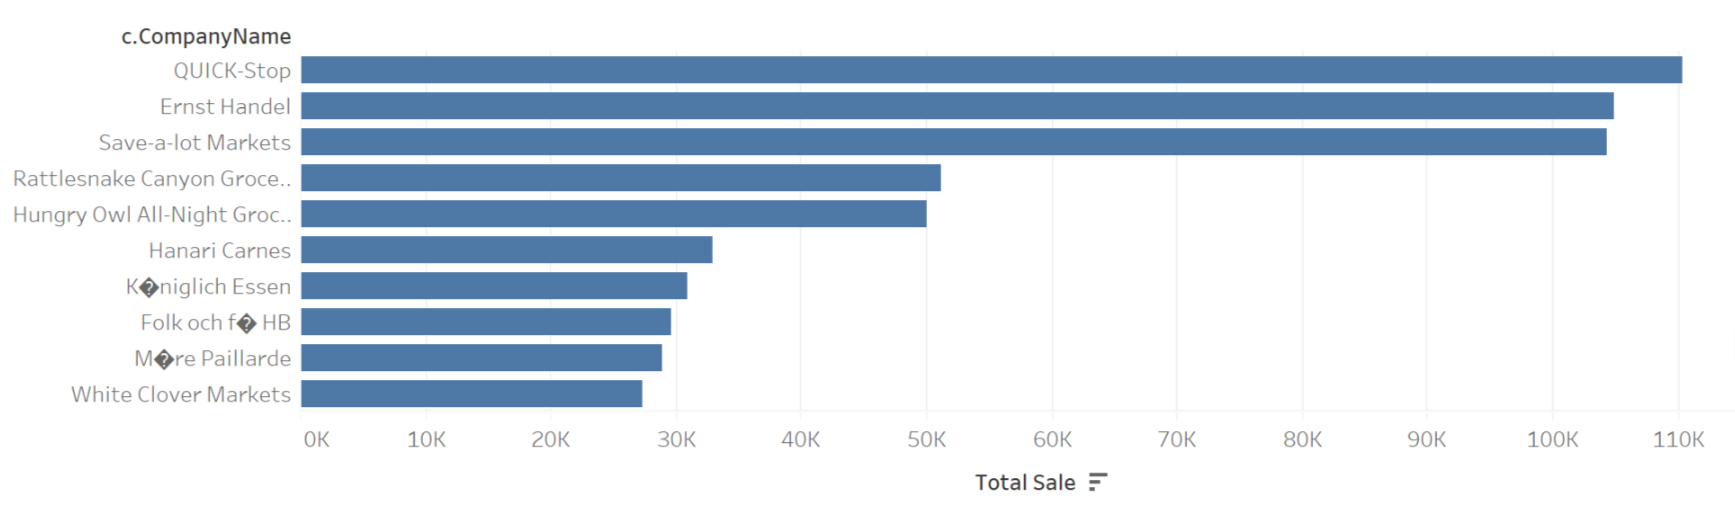 c.CompanyName
QUICK-Stop
Ernst Handel
Save-a-lot Markets
Rattlesnake Canyon Groce..
Hungry Owl All-Night Groc..
Hanari Carnes
K�niglich Essen
Folk och f� HB
M�re Paillarde
White Clover Markets
0K 10K 20K 30K 40K 50K 60K 70K 80K 90K 100K 110K
Total Sale